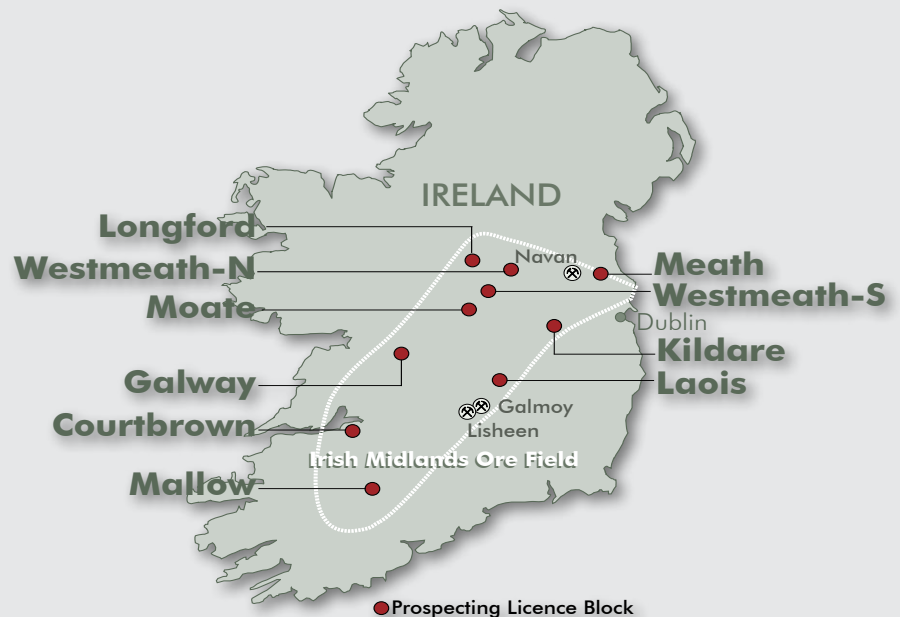 IRELAND
Longford
Navan
Westmeath-N
Meath
Westmeath-S
Moate
Dublin
Kildare
Galway
Laois
Galmoy
Courtbrown
Lisheen
Irish Midlands Ore Field
Mallow
Prospecting Licence Block